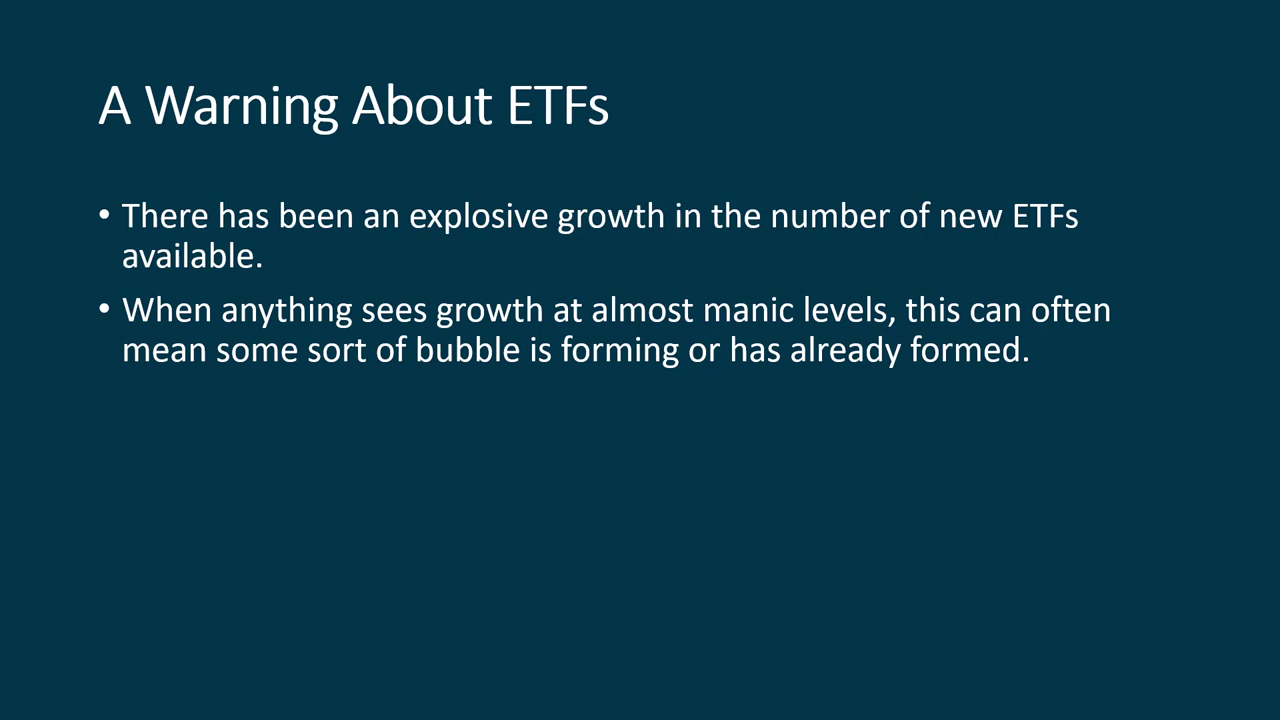 A Warning About ETFs
• There has been an explosive growth in the number of new ETFs
available.
• When anything sees growth at almost manic levels, this can often
mean some sort of bubble is forming or has already formed.